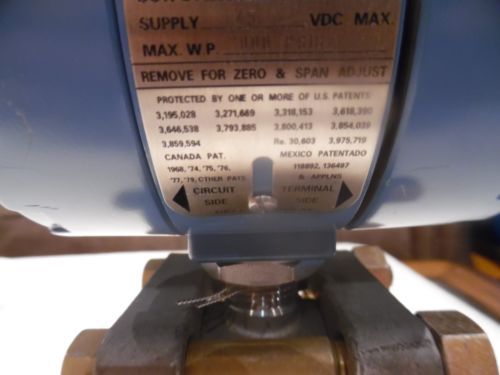 SUPPLY 45 VDC MAX.
MAX. W.P.
REMOVE FOR ZERO & SPAN ADJUST
PROTECTED BY ONE OR MORE OF U.S. PATENTS
3,195,028 3,271,669 3,318,153 3,618,390
3,646,538 3,793,885 3,800,413 3,854,039
3,859,594 Re. 30,603 3,975,719
CANADA PAT. MEXICO PATENTADO
1968, '74, '75, '76, 118892, 136497
'77, '79, OTHER PATS. & APPLNS
CIRCUIT TERMINAL
SIDE SIDE